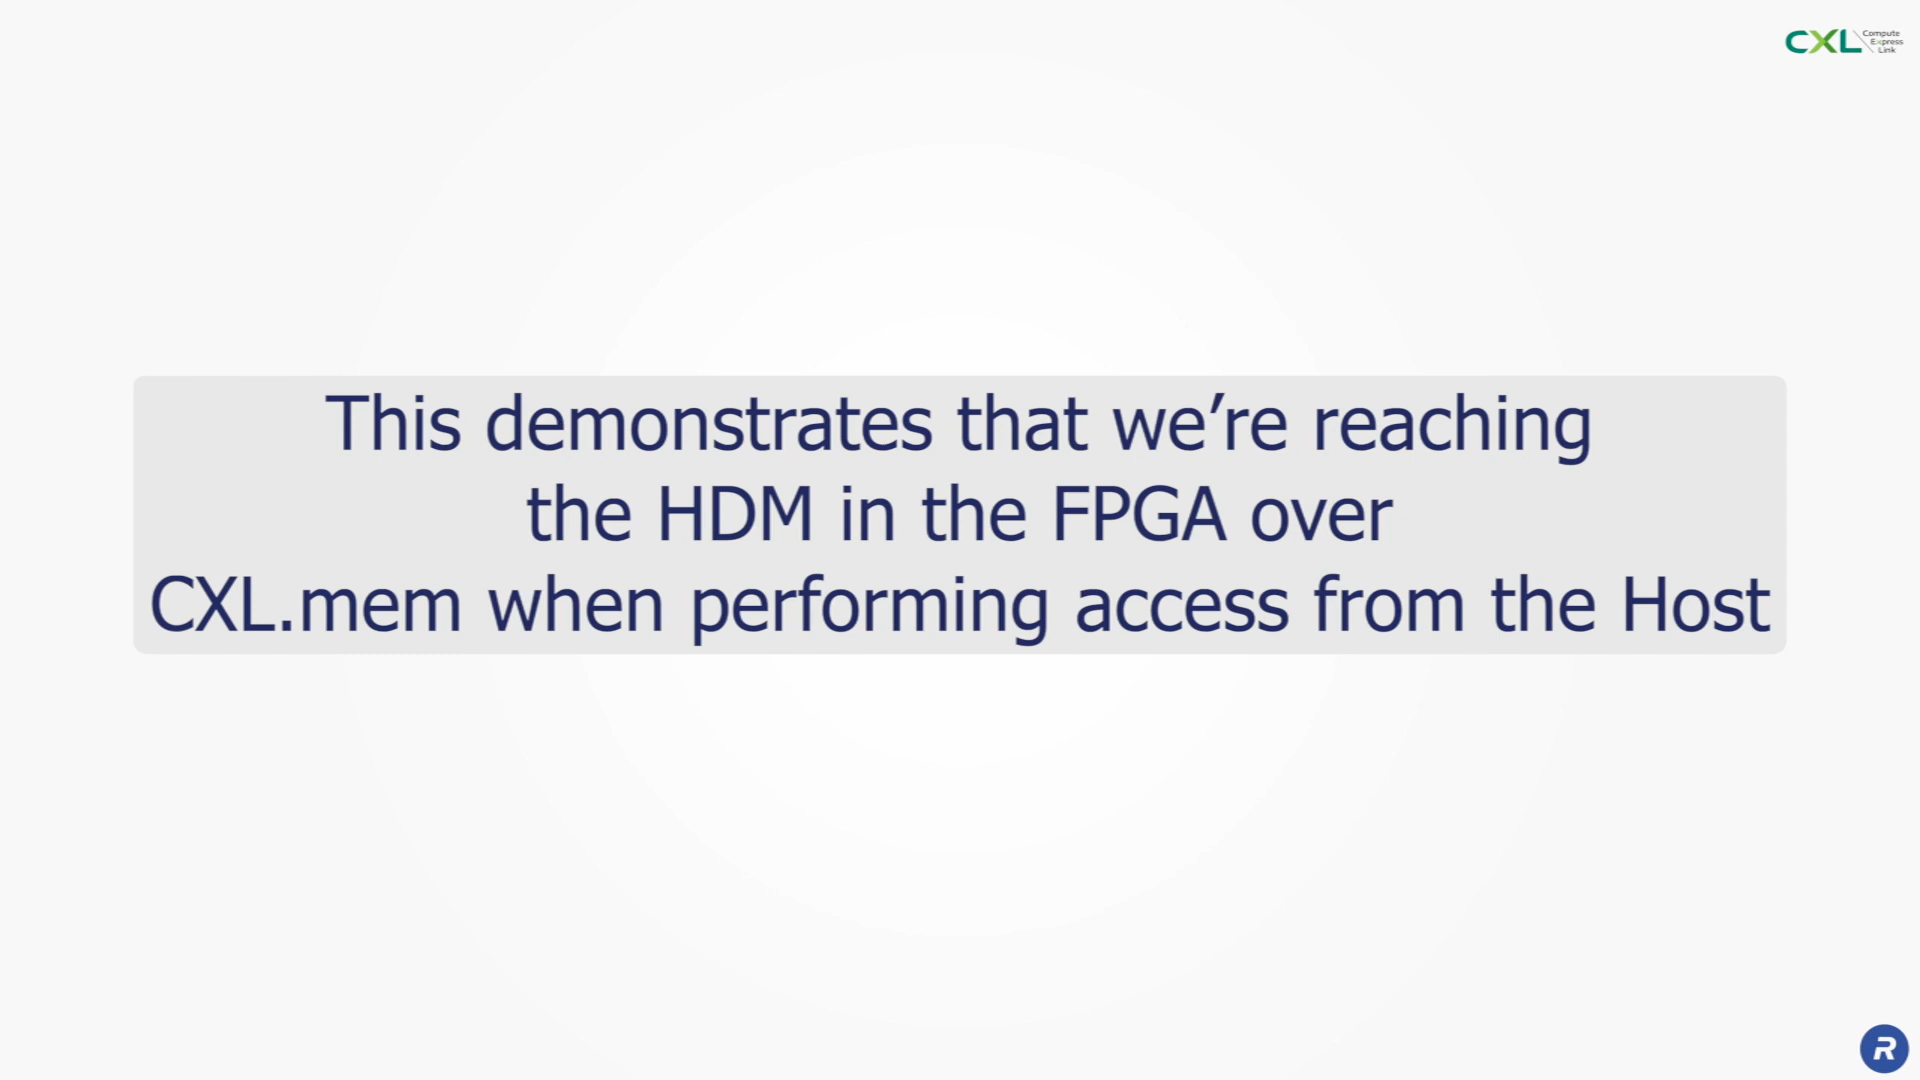 CXL Compute
Express
Link
This demonstrates that we’re reaching
the HDM in the FPGA over
CXL.mem when performing access from the Host
R